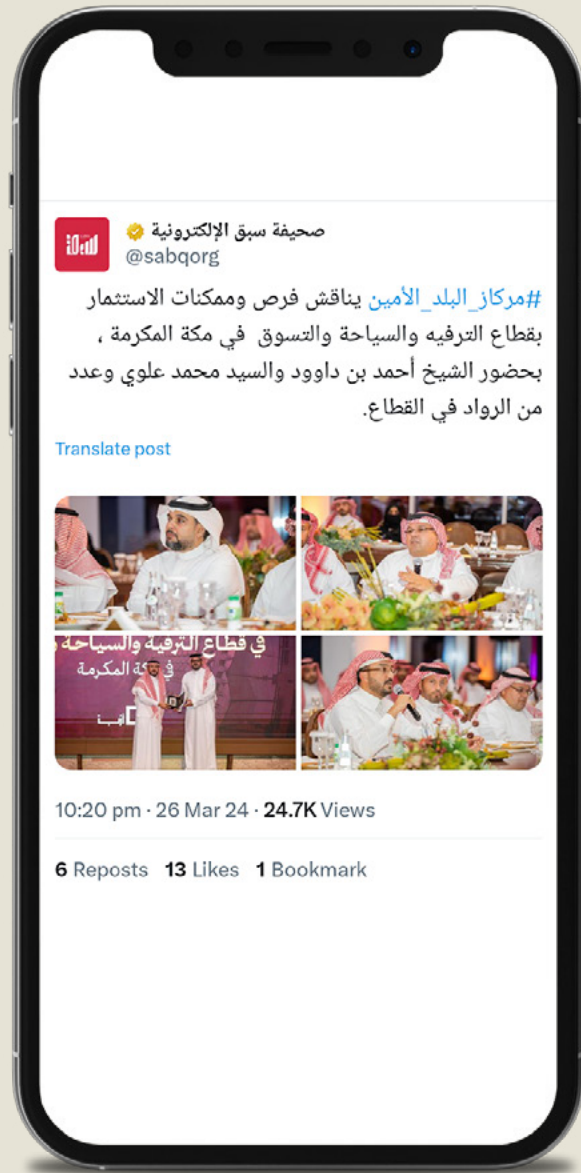 صحيفة سبق الإلكترونية
@sabqorg
#مركاز_البلد_الأمين يناقش فرص وممكنات الاستثمار
بقطاع الترفيه والسياحة والتسوق في مكة المكرمة ،
بحضور الشيخ أحمد بن داوود والسيد محمد علوي وعدد
من الرواد في القطاع.
Translate post
في قطاع الترفية والسياحة
مكة المكرمة
10:20 pm · 26 Mar 24 · 24.7K Views
6 Reposts 13 Likes 1 Bookmark